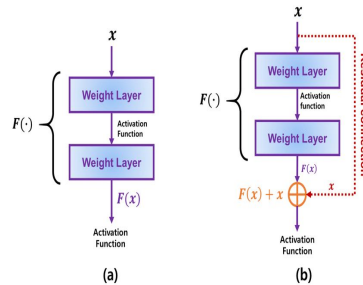 x
Weight Layer
F(·)
Activation
Function
Weight Layer
F(x)
Activation
Function
(a)
x
Weight Layer
F(·)
Activation
function
Weight Layer
F(x)
F(x) + x
x
Activation
Function
(b)